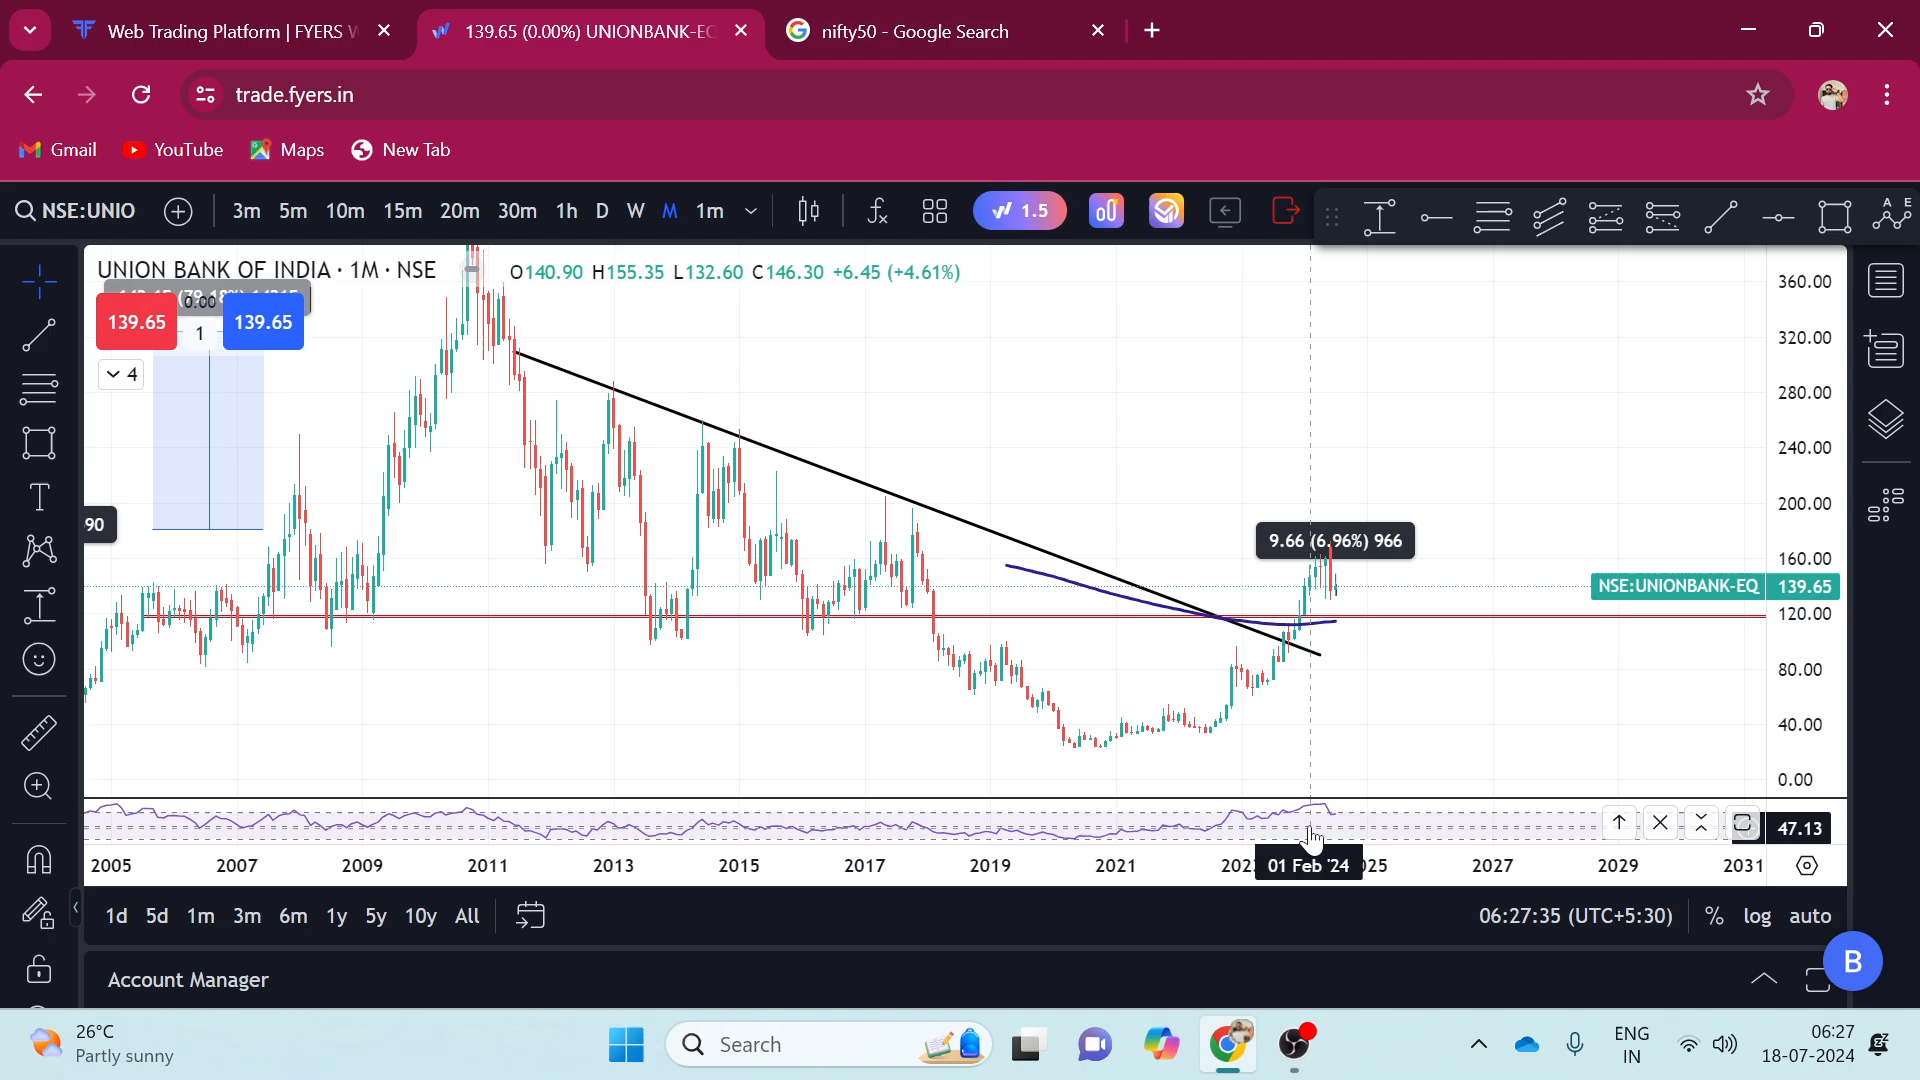 Web Trading Platform | FYERS W
139.65 (0.00%) UNIONBANK-EQ
nifty50 - Google Search
trade.fyers.in
Gmail
YouTube
Maps
New Tab
NSE:UNIO
3m 5m 10m 15m 20m 30m 1h D W M 1m
1.5
UNION BANK OF INDIA · 1M · NSE
O140.90 H155.35 L132.60 C146.30 +6.45 (+4.61%)
0.00
139.65
1
139.65
4
90
9.66 (6.96%) 966
360.00
320.00
280.00
240.00
200.00
160.00
NSE:UNIONBANK-EQ 139.65
120.00
80.00
40.00
0.00
47.13
2005 2007 2009 2011 2013 2015 2017 2019 2021
01 Feb '24
2027 2029 2031
1d 5d 1m 3m 6m 1y 5y 10y All
06:27:35 (UTC+5:30)
% log auto
Account Manager
B
26°C
Partly sunny
Search
ENG
IN
06:27
18-07-2024